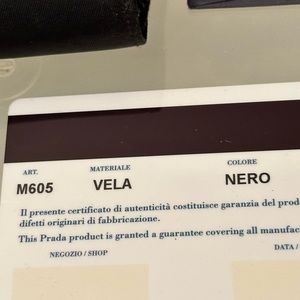 ART. MATERIALE COLORE
M605 VELA NERO
Il presente certificato di autenticità costituisce garanzia del prod
difetti originari di fabbricazione.
This Prada product is granted a guarantee covering all manufac
NEGOZIO / SHOP DATA /